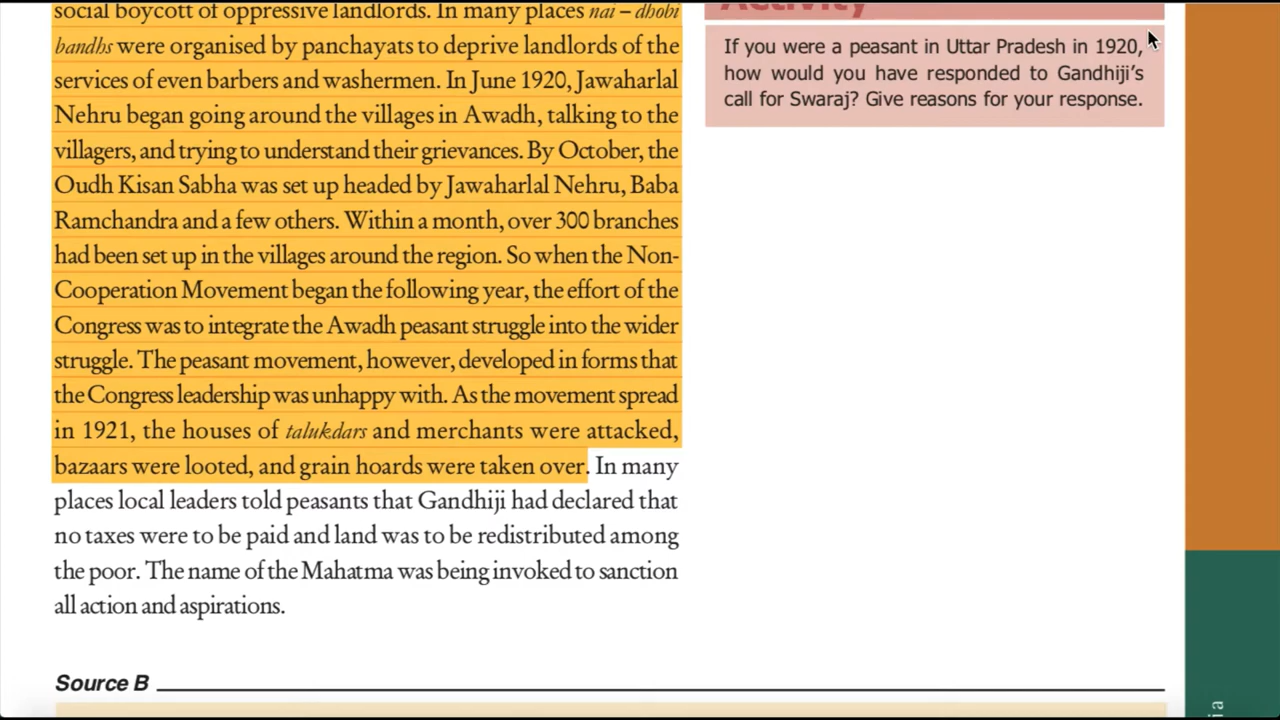 social boycott of oppressive landlords. In many places nai – dhobi
bandhs were organised by panchayats to deprive landlords of the
services of even barbers and washermen. In June 1920, Jawaharlal
Nehru began going around the villages in Awadh, talking to the
villagers, and trying to understand their grievances. By October, the
Oudh Kisan Sabha was set up headed by Jawaharlal Nehru, Baba
Ramchandra and a few others. Within a month, over 300 branches
had been set up in the villages around the region. So when the Non-
Cooperation Movement began the following year, the effort of the
Congress was to integrate the Awadh peasant struggle into the wider
struggle. The peasant movement, however, developed in forms that
the Congress leadership was unhappy with. As the movement spread
in 1921, the houses of talukdars and merchants were attacked,
bazaars were looted, and grain hoards were taken over. In many
places local leaders told peasants that Gandhiji had declared that
no taxes were to be paid and land was to be redistributed among
the poor. The name of the Mahatma was being invoked to sanction
all action and aspirations.
Activity
If you were a peasant in Uttar Pradesh in 1920,
how would you have responded to Gandhiji’s
call for Swaraj? Give reasons for your response.
Source B
ia